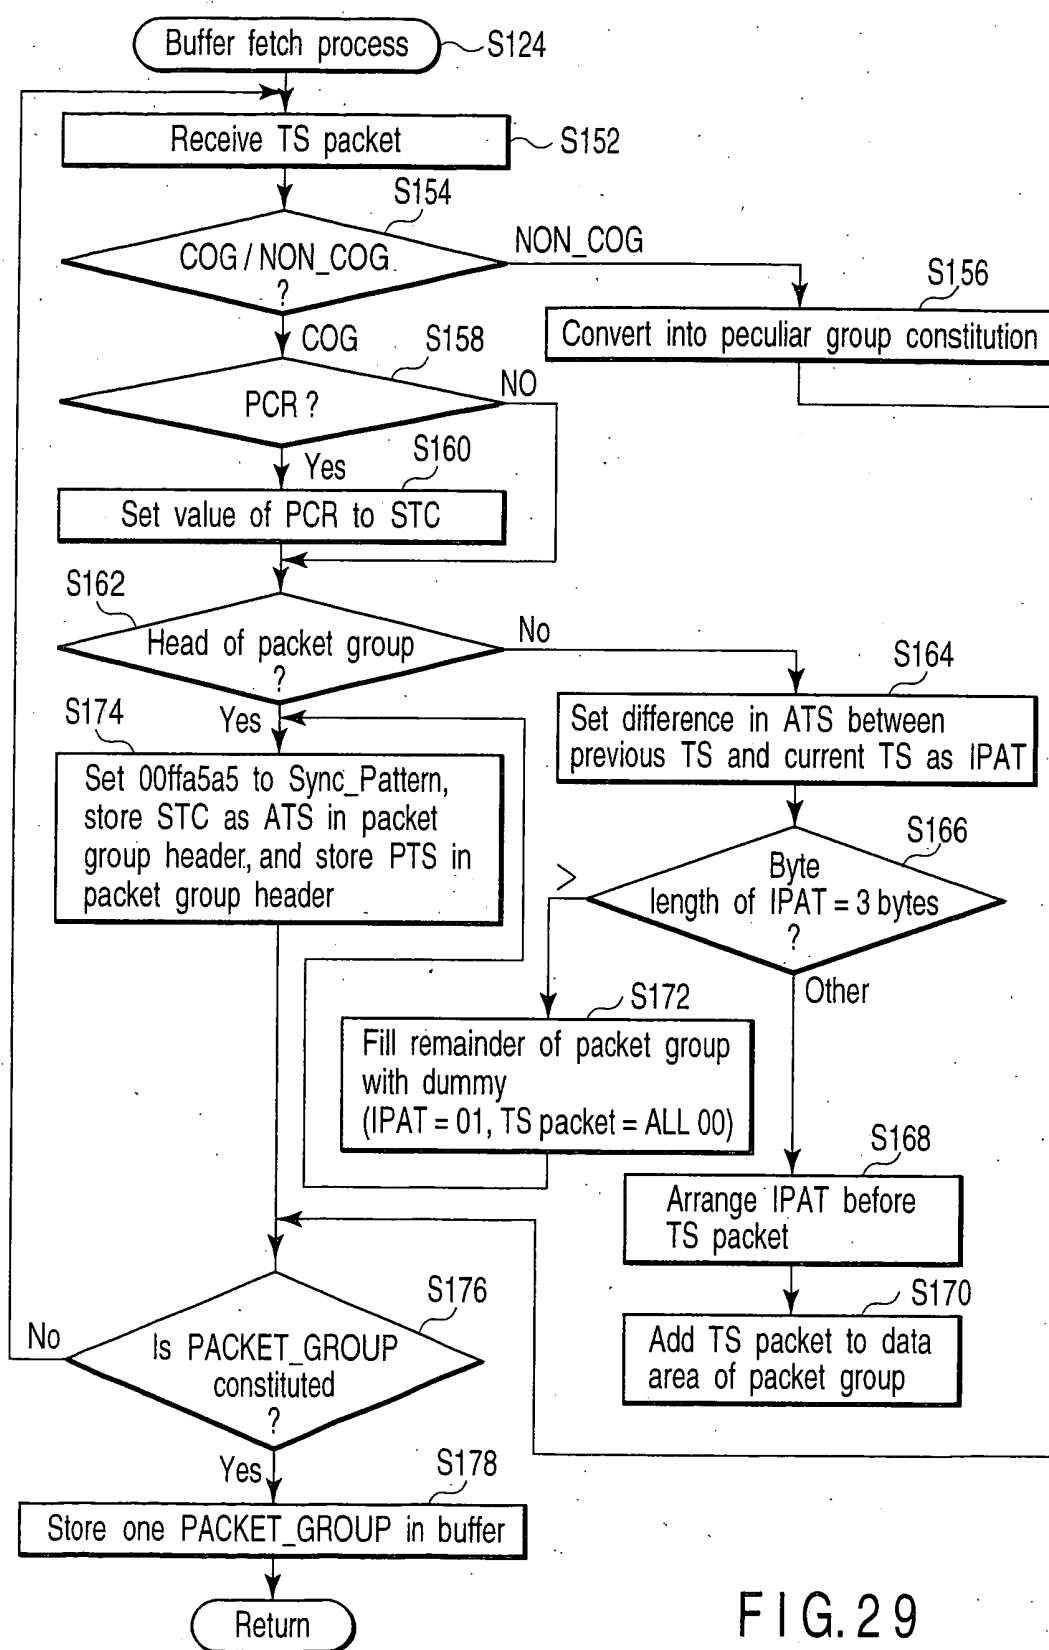 Buffer fetch process
S124
Receive TS packet
S152
S154
COG / NON_COG
?
NON_COG
S156
Convert into peculiar group constitution
COG
S158
PCR ?
NO
Yes
S160
Set value of PCR to STC
S162
Head of packet group
?
No
S164
Set difference in ATS between
previous TS and current TS as IPAT
Yes
S174
Set 00ffa5a5 to Sync_Pattern,
store STC as ATS in packet
group header, and store PTS in
packet group header
S166
>
Byte
length of IPAT = 3 bytes
?
Other
S172
Fill remainder of packet group
with dummy
(IPAT = 01, TS packet = ALL 00)
S168
Arrange IPAT before
TS packet
S170
Add TS packet to data
area of packet group
S176
No
Is PACKET_GROUP
constituted
?
Yes
S178
Store one PACKET_GROUP in buffer
Return
FIG.29